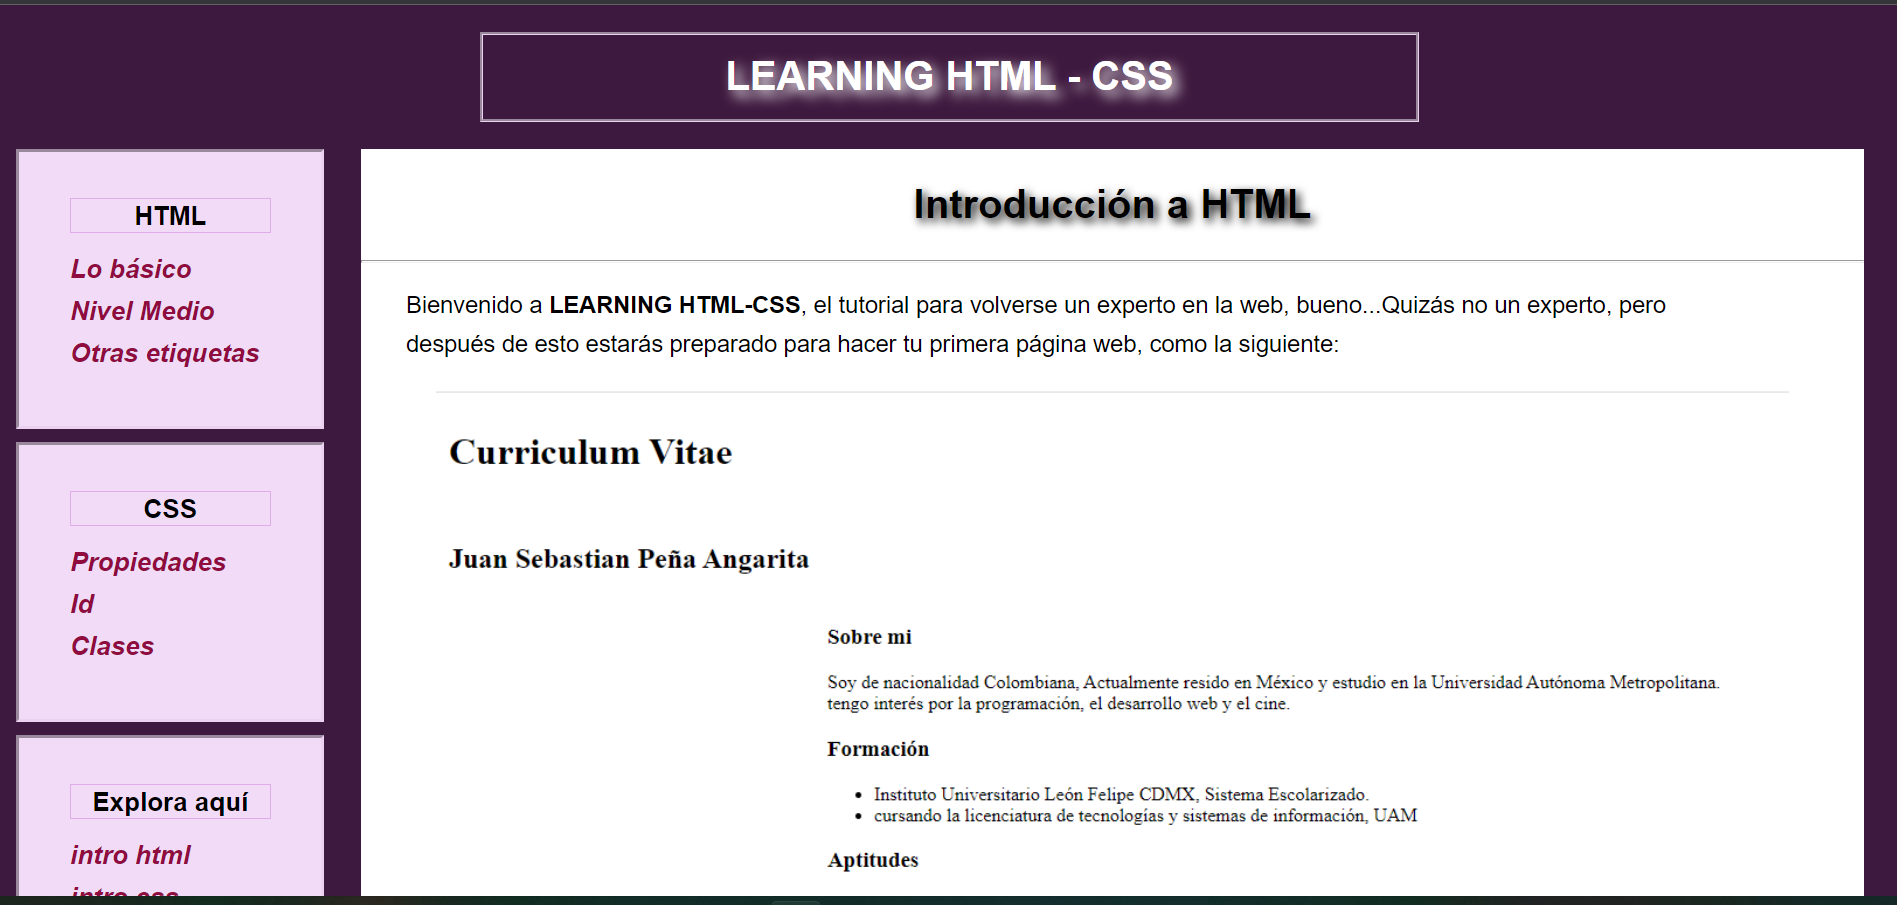 LEARNING HTML - CSS
HTML
Lo básico
Nivel Medio
Otras etiquetas
CSS
Propiedades
Id
Clases
Explora aquí
intro html
intro css
Introducción a HTML
Bienvenido a LEARNING HTML-CSS, el tutorial para volverse un experto en la web, bueno...Quizás no un experto, pero
después de esto estarás preparado para hacer tu primera página web, como la siguiente:
Curriculum Vitae
Juan Sebastian Peña Angarita
Sobre mi
Soy de nacionalidad Colombiana, Actualmente resido en México y estudio en la Universidad Autónoma Metropolitana.
tengo interés por la programación, el desarrollo web y el cine.
Formación
• Instituto Universitario León Felipe CDMX, Sistema Escolarizado.
• cursando la licenciatura de tecnologías y sistemas de información, UAM
Aptitudes